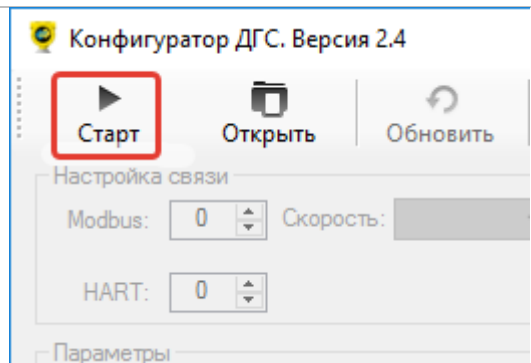 Конфигуратор ДГС. Версия 2.4
Старт Открыть Обновить
Настройка связи
Modbus: 0 Скорость:
HART: 0
Параметры